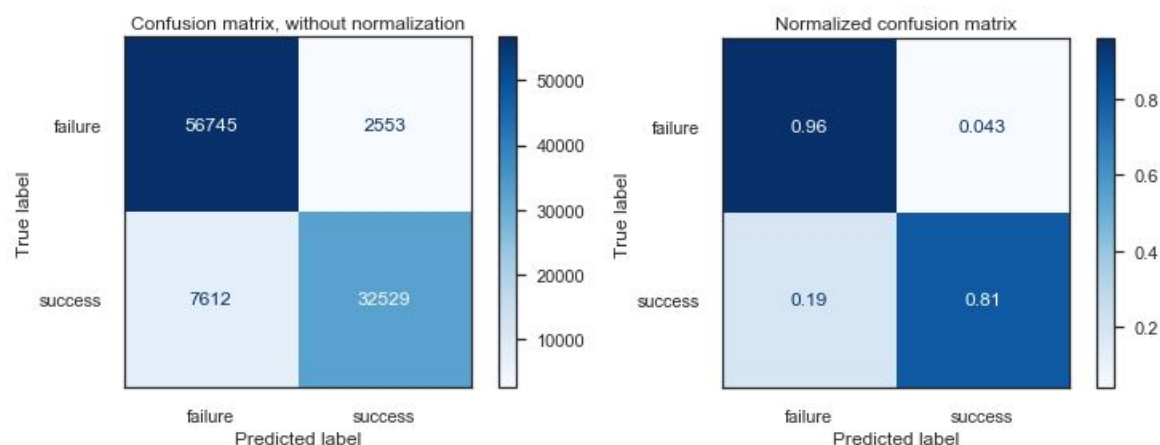 Confusion matrix, without normalization
True label
failure
success
56745
2553
7612
32529
failure
success
Predicted label
50000
40000
30000
20000
10000
Normalized confusion matrix
True label
failure
success
0.96
0.043
0.19
0.81
failure
success
Predicted label
0.8
0.6
0.4
0.2